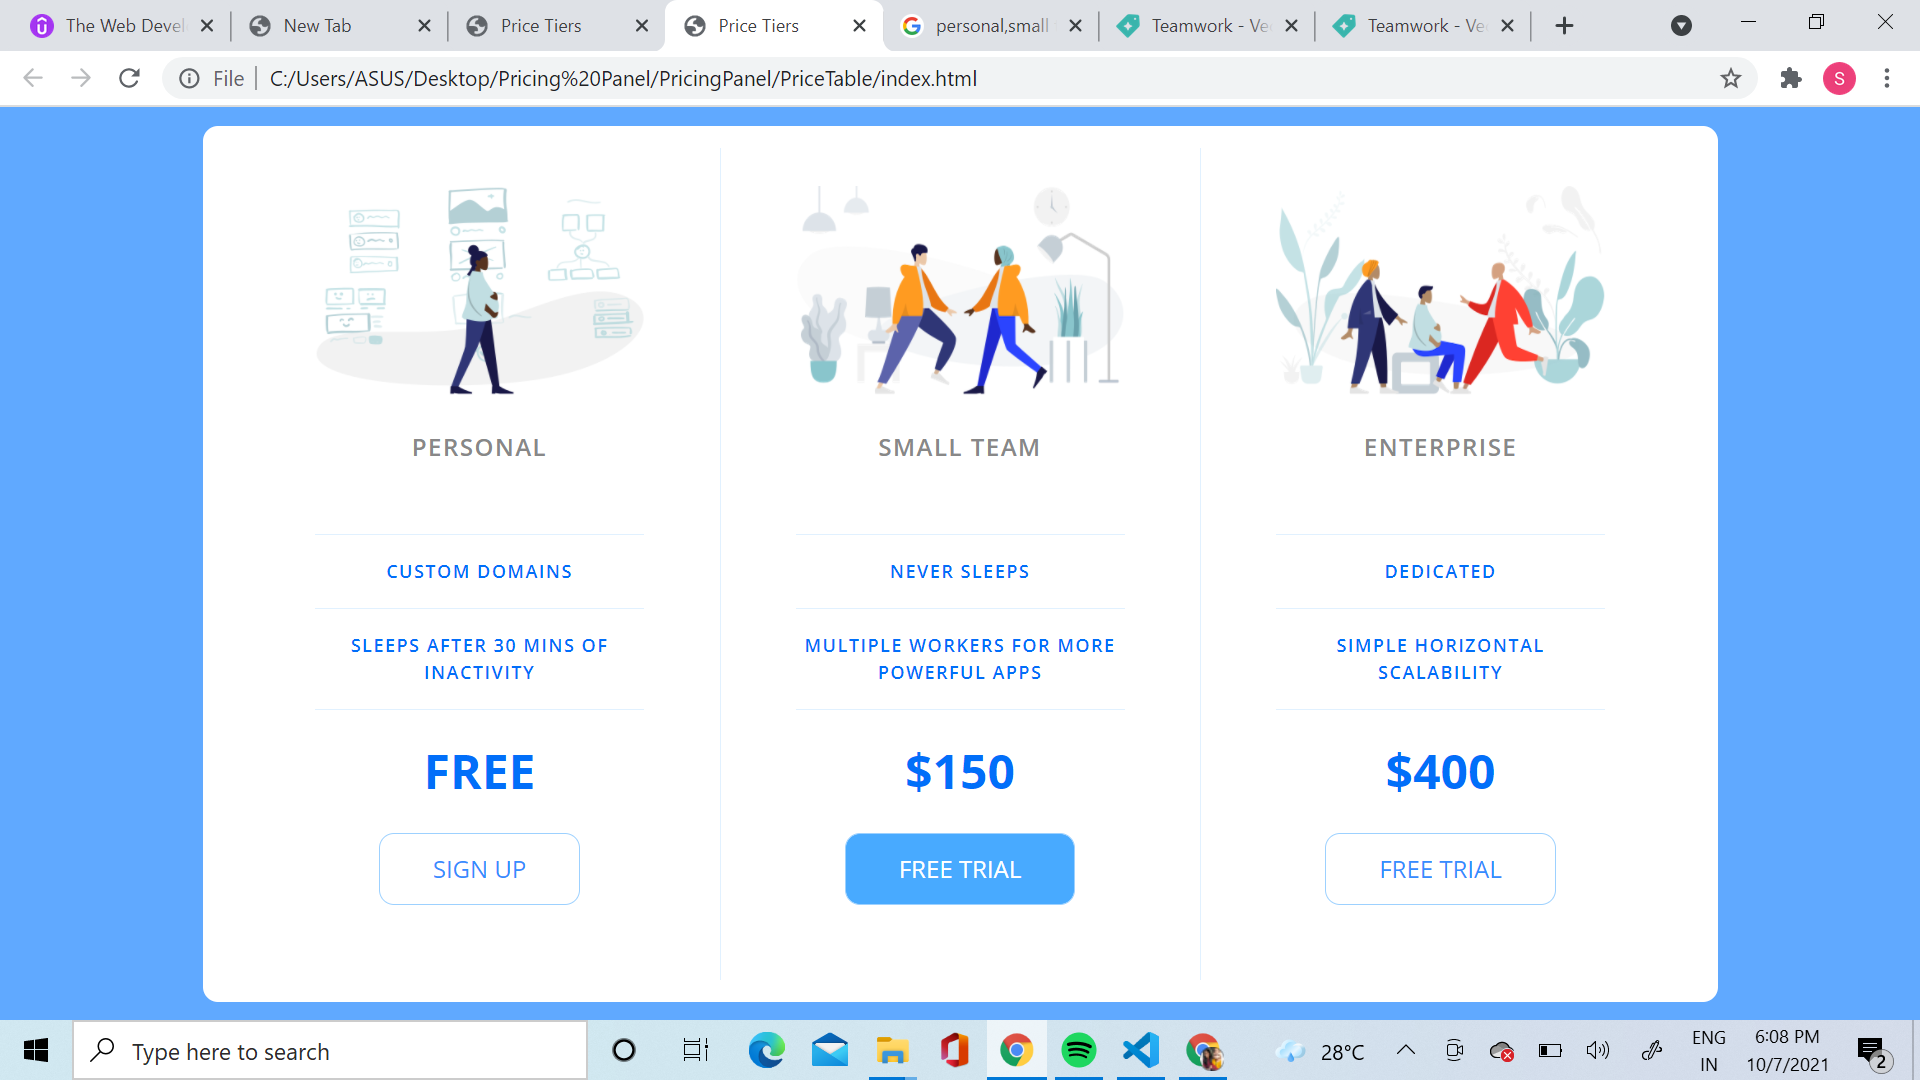 The Web Devel
New Tab
Price Tiers
Price Tiers
personal,small
Teamwork - Ve
Teamwork - Ve
File
C:/Users/ASUS/Desktop/Pricing%20Panel/PricingPanel/PriceTable/index.html
S
PERSONAL
CUSTOM DOMAINS
SLEEPS AFTER 30 MINS OF
INACTIVITY
FREE
SIGN UP
SMALL TEAM
NEVER SLEEPS
MULTIPLE WORKERS FOR MORE
POWERFUL APPS
$150
FREE TRIAL
ENTERPRISE
DEDICATED
SIMPLE HORIZONTAL
SCALABILITY
$400
FREE TRIAL
Type here to search
28°C
ENG
IN
6:08 PM
10/7/2021
2